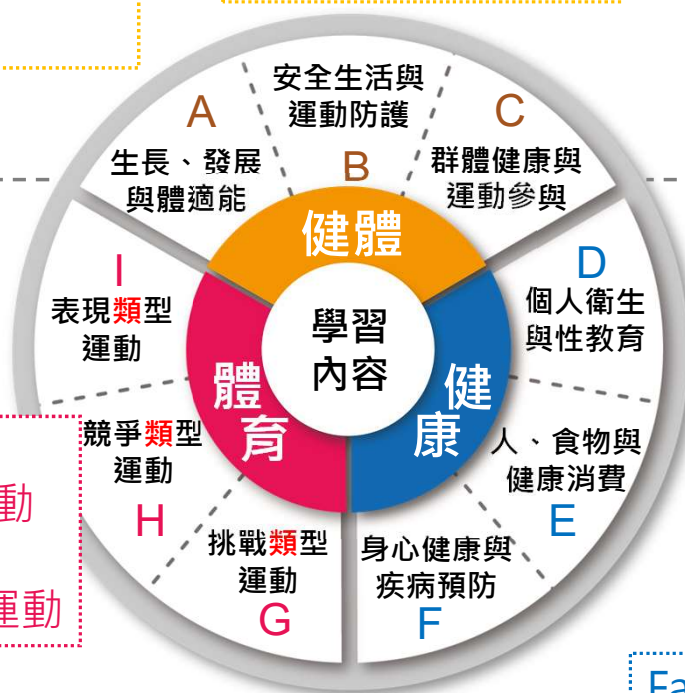 A
生長、發展
與體適能
安全生活與
運動防護
B
C
群體健康與
運動參與
健體
學習
內容
I
表現類型
運動
D
個人衛生
與性教育
體
育
健
康
競爭類型
運動
H
人、食物與
健康消費
E
挑戰類型
運動
G
身心健康與
疾病預防
F
動
運動
Fa